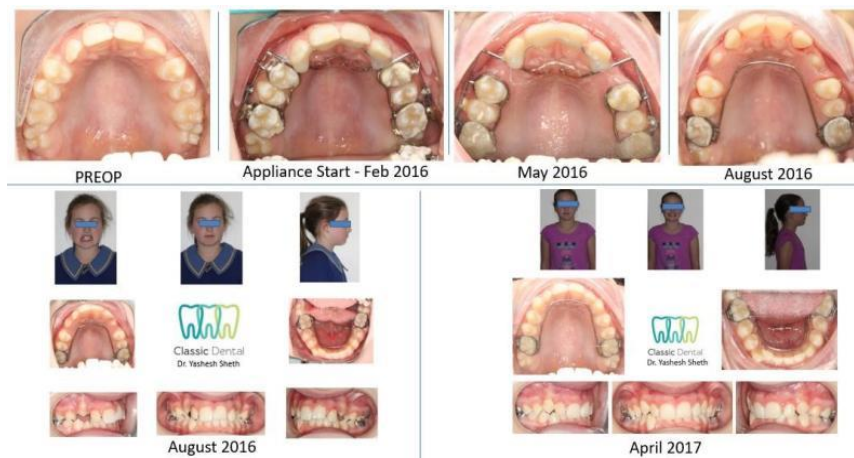 PREOP
Appliance Start - Feb 2016
May 2016
August 2016
Classic Dental
Dr. Yashesh Sheth
August 2016
Classic Dental
Dr. Yashesh Sheth
April 2017